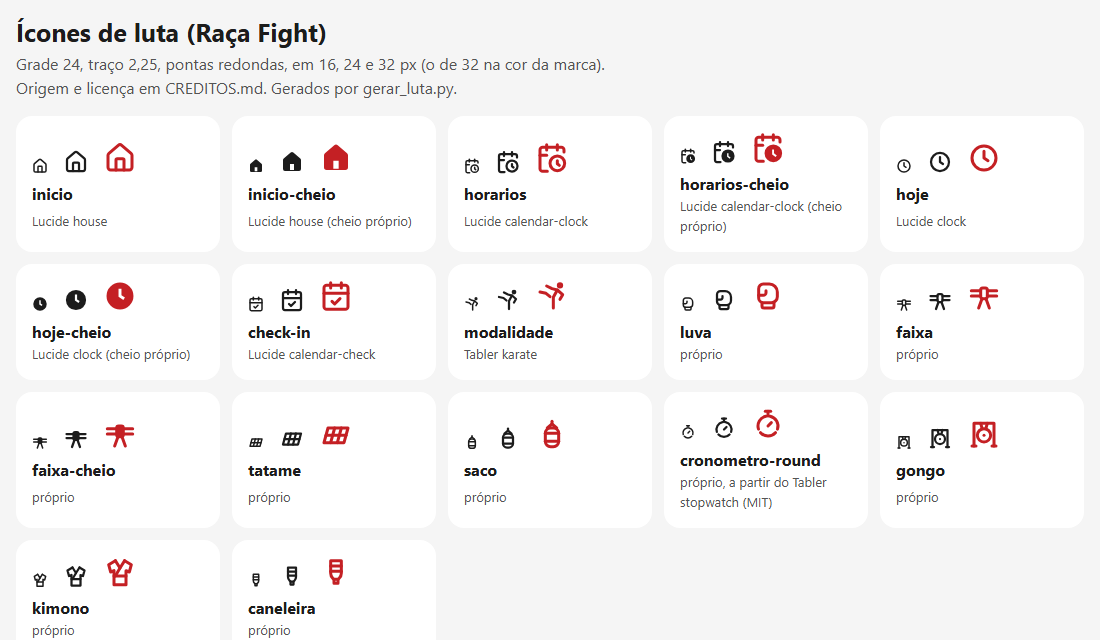 Ícones de luta (Raça Fight)
Grade 24, traço 2,25, pontas redondas, em 16, 24 e 32 px (o de 32 na cor da marca).
Origem e licença em CREDITOS.md. Gerados por gerar_luta.py.
inicio
Lucide house
inicio-cheio
Lucide house (cheio próprio)
horarios
Lucide calendar-clock
horarios-cheio
Lucide calendar-clock (cheio
próprio)
hoje
Lucide clock
hoje-cheio
Lucide clock (cheio próprio)
check-in
Lucide calendar-check
modalidade
Tabler karate
luva
próprio
faixa
próprio
faixa-cheio
próprio
tatame
próprio
saco
próprio
cronometro-round
próprio, a partir do Tabler
stopwatch (MIT)
gongo
próprio
kimono
próprio
caneleira
próprio